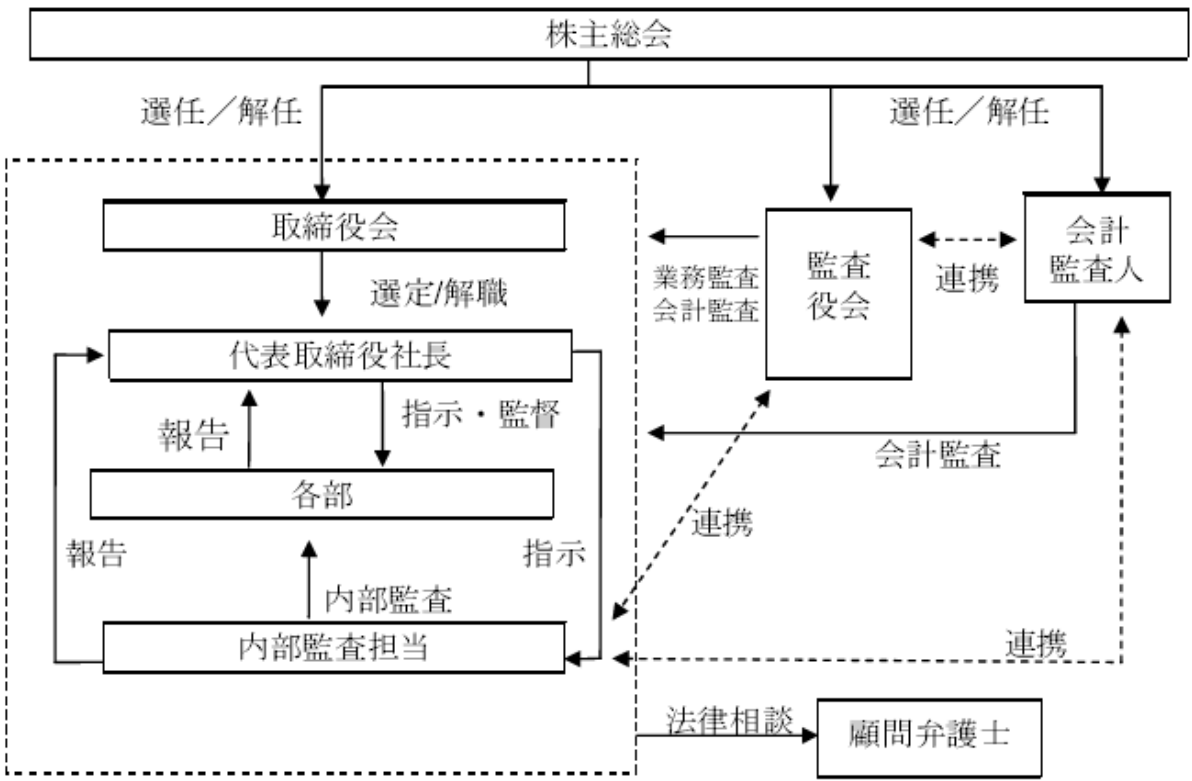 株主総会
選任／解任
選任／解任
取締役会
選定/解職
代表取締役社長
報告
指示・監督
各部
報告
指示
内部監査
内部監査担当
業務監査
会計監査
監査
役会
連携
会計
監査人
会計監査
連携
連携
法律相談
顧問弁護士